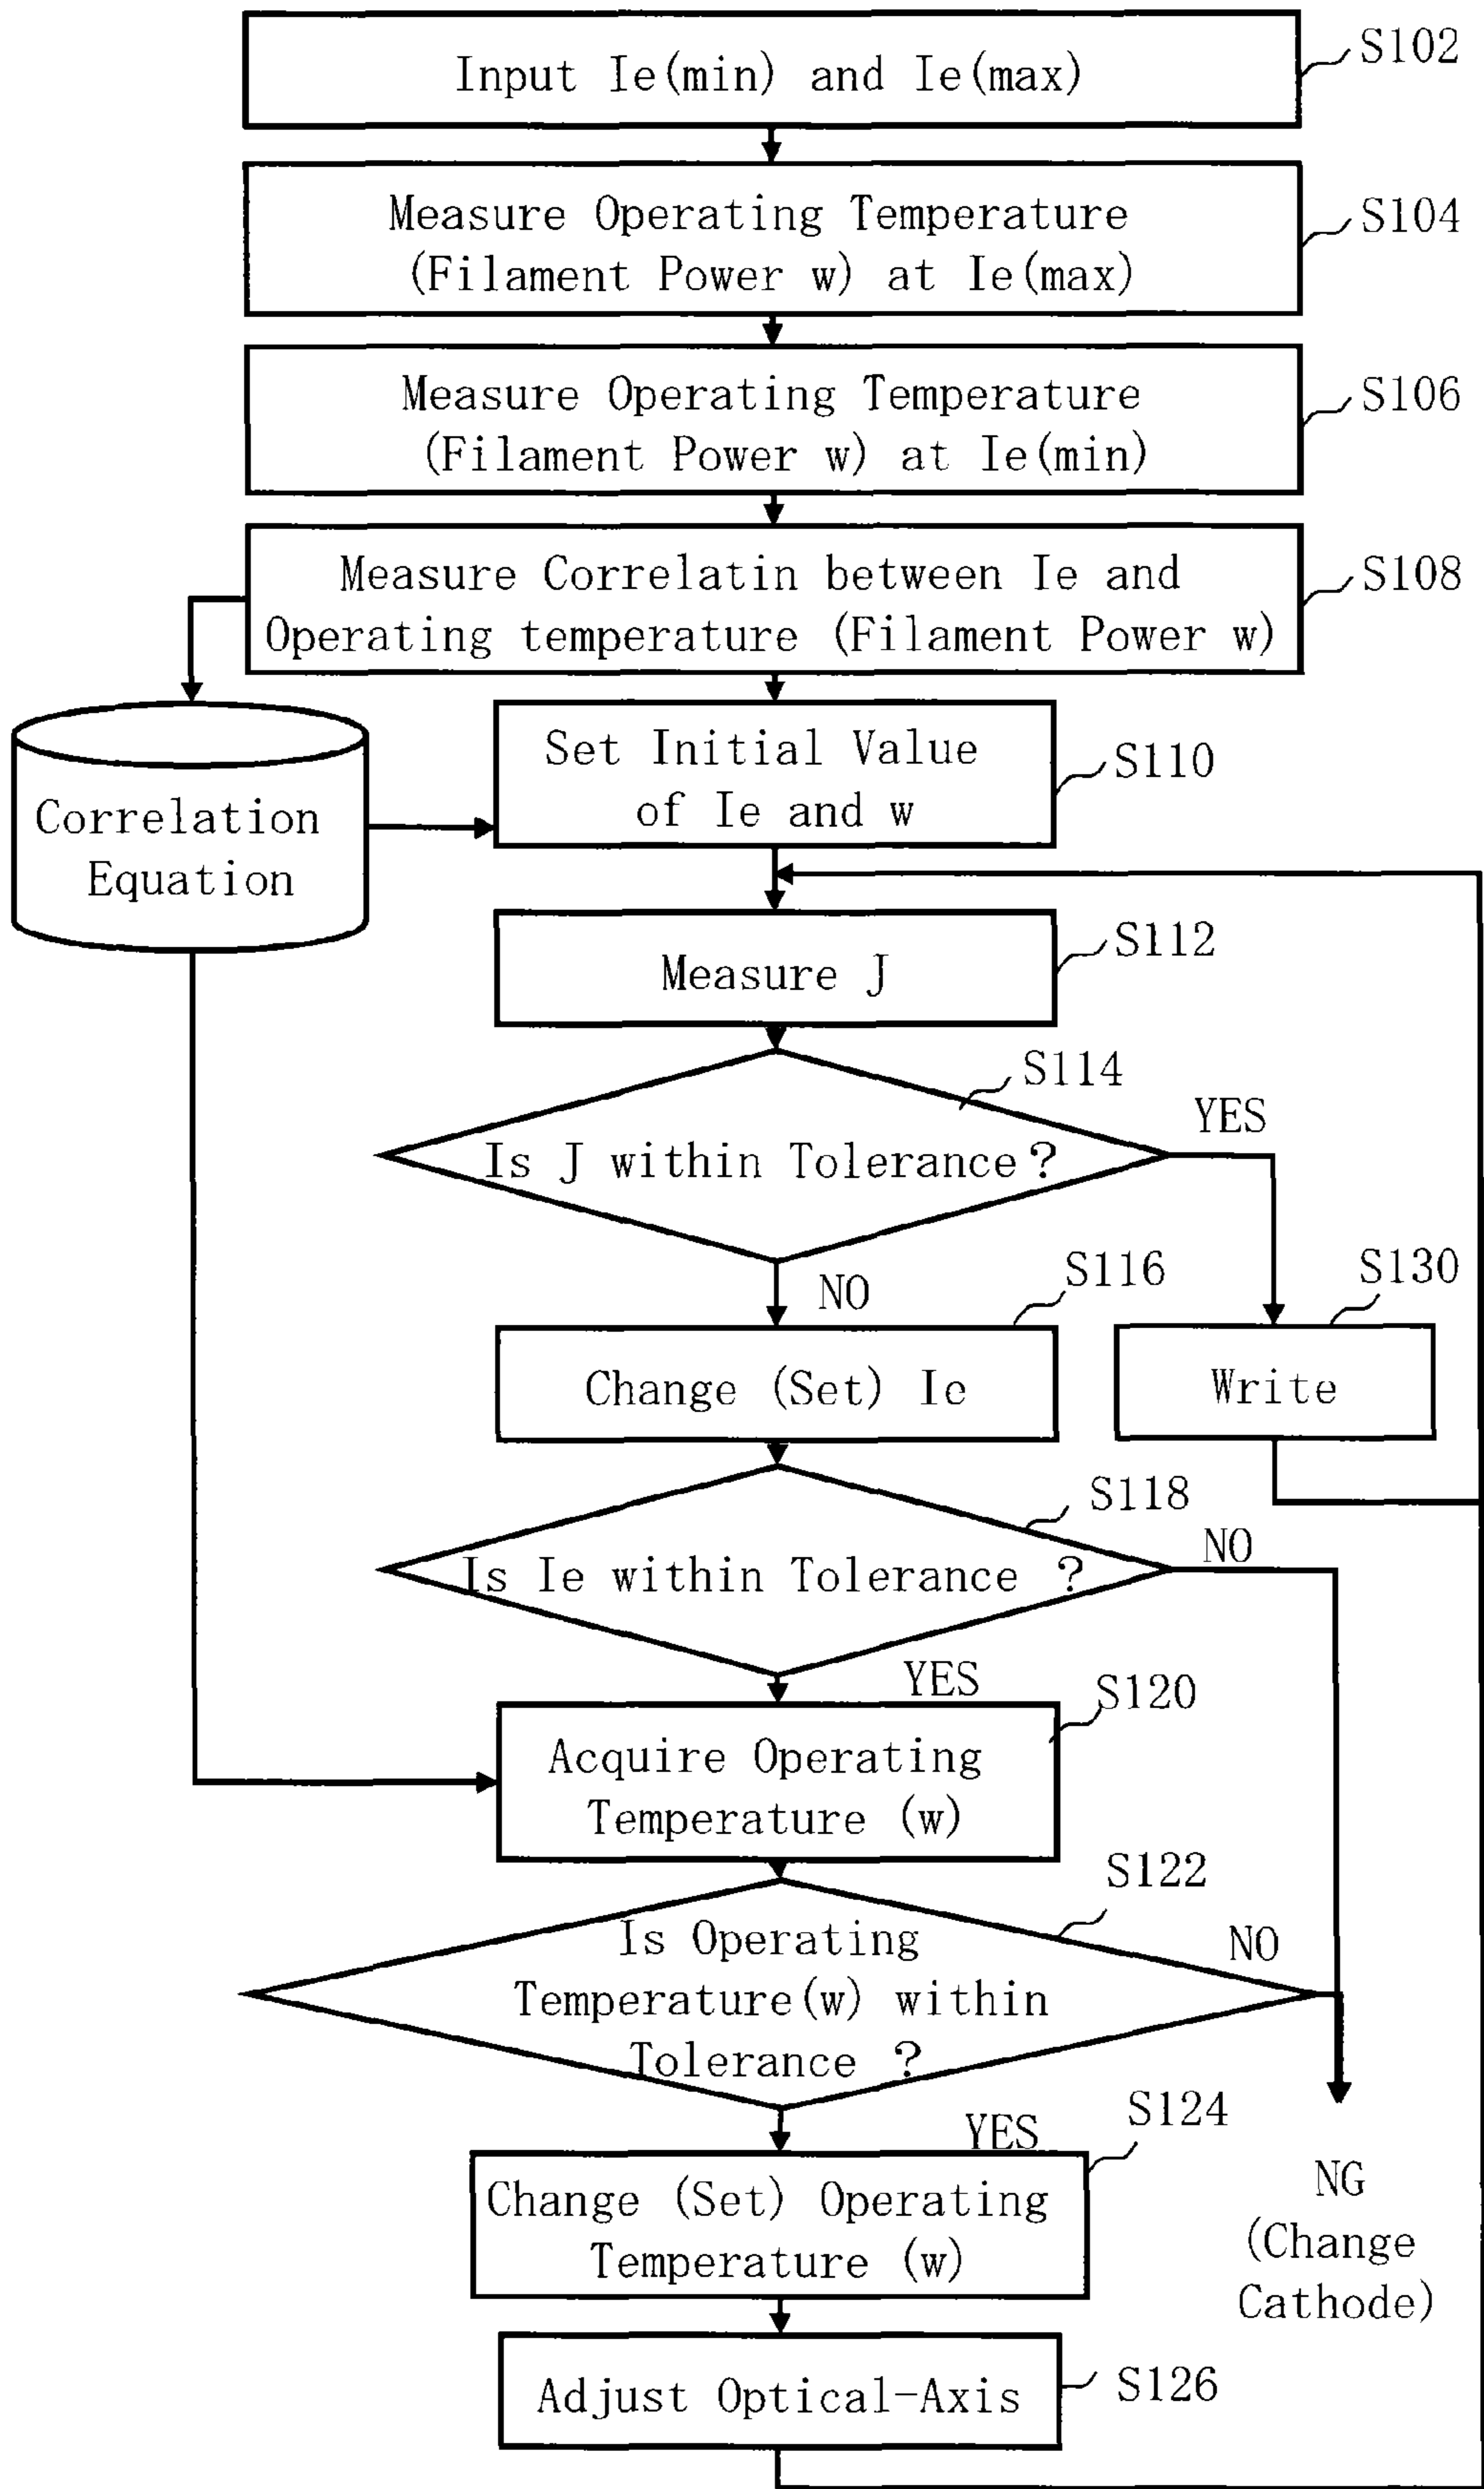 Input Ie(min) and Ie(max)
S102
Measure Operating Temperature
(Filament Power w) at Ie(max)
S104
Measure Operating Temperature
(Filament Power w) at Ie(min)
S106
Measure Correlatin between Ie and
Operating temperature (Filament Power w)
S108
Correlation
Equation
Set Initial Value
of Ie and w
S110
Measure J
S112
Is J within Tolerance?
S114
YES
NO
Change (Set) Ie
S116
Write
S130
Is Ie within Tolerance ?
S118
NO
YES
Acquire Operating
Temperature (w)
S120
Is Operating
Temperature(w) within
Tolerance ?
S122
NO
YES
Change (Set) Operating
Temperature (w)
S124
NG
(Change
Cathode)
Adjust Optical-Axis
S126